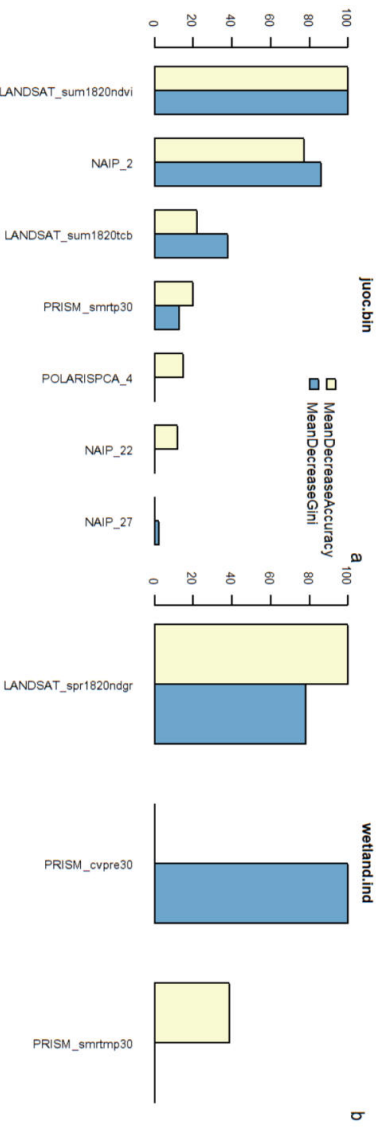 juoc.bin
a
100
80
60
40
20
0
MeanDecreaseAccuracy
MeanDecreaseGini
LANDSAT_sum1820ndvi
NAIP_2
LANDSAT_sum1820tcb
PRISM_smrtp30
POLARISPCA_4
NAIP_22
NAIP_27
wetland.ind
b
100
80
60
40
20
0
LANDSAT_spr1820ndgr
PRISM_cvpre30
PRISM_smrtmp30